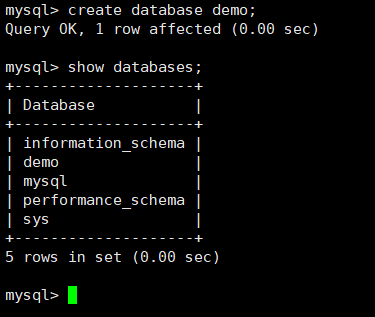 mysql> create database demo;
Query OK, 1 row affected (0.00 sec)
mysql> show databases;
+--------------------+
| Database           |
+--------------------+
| information_schema |
| demo               |
| mysql              |
| performance_schema |
| sys                |
+--------------------+
5 rows in set (0.00 sec)
mysql>